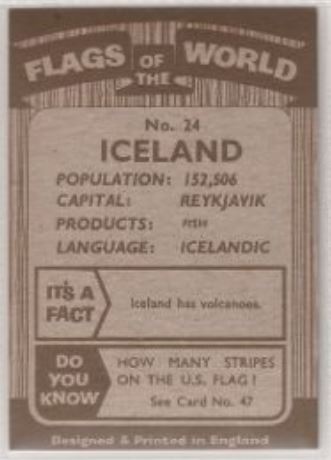 FLAGS OF THE WORLD
No. 24
ICELAND
POPULATION: 152,506
CAPITAL: REYKJAVIK
PRODUCTS: FISH
LANGUAGE: ICELANDIC
IT'S A FACT
Iceland has volcanoes.
DO YOU KNOW
HOW MANY STRIPES
ON THE U.S. FLAG?
See Card No. 47
Designed & Printed in England